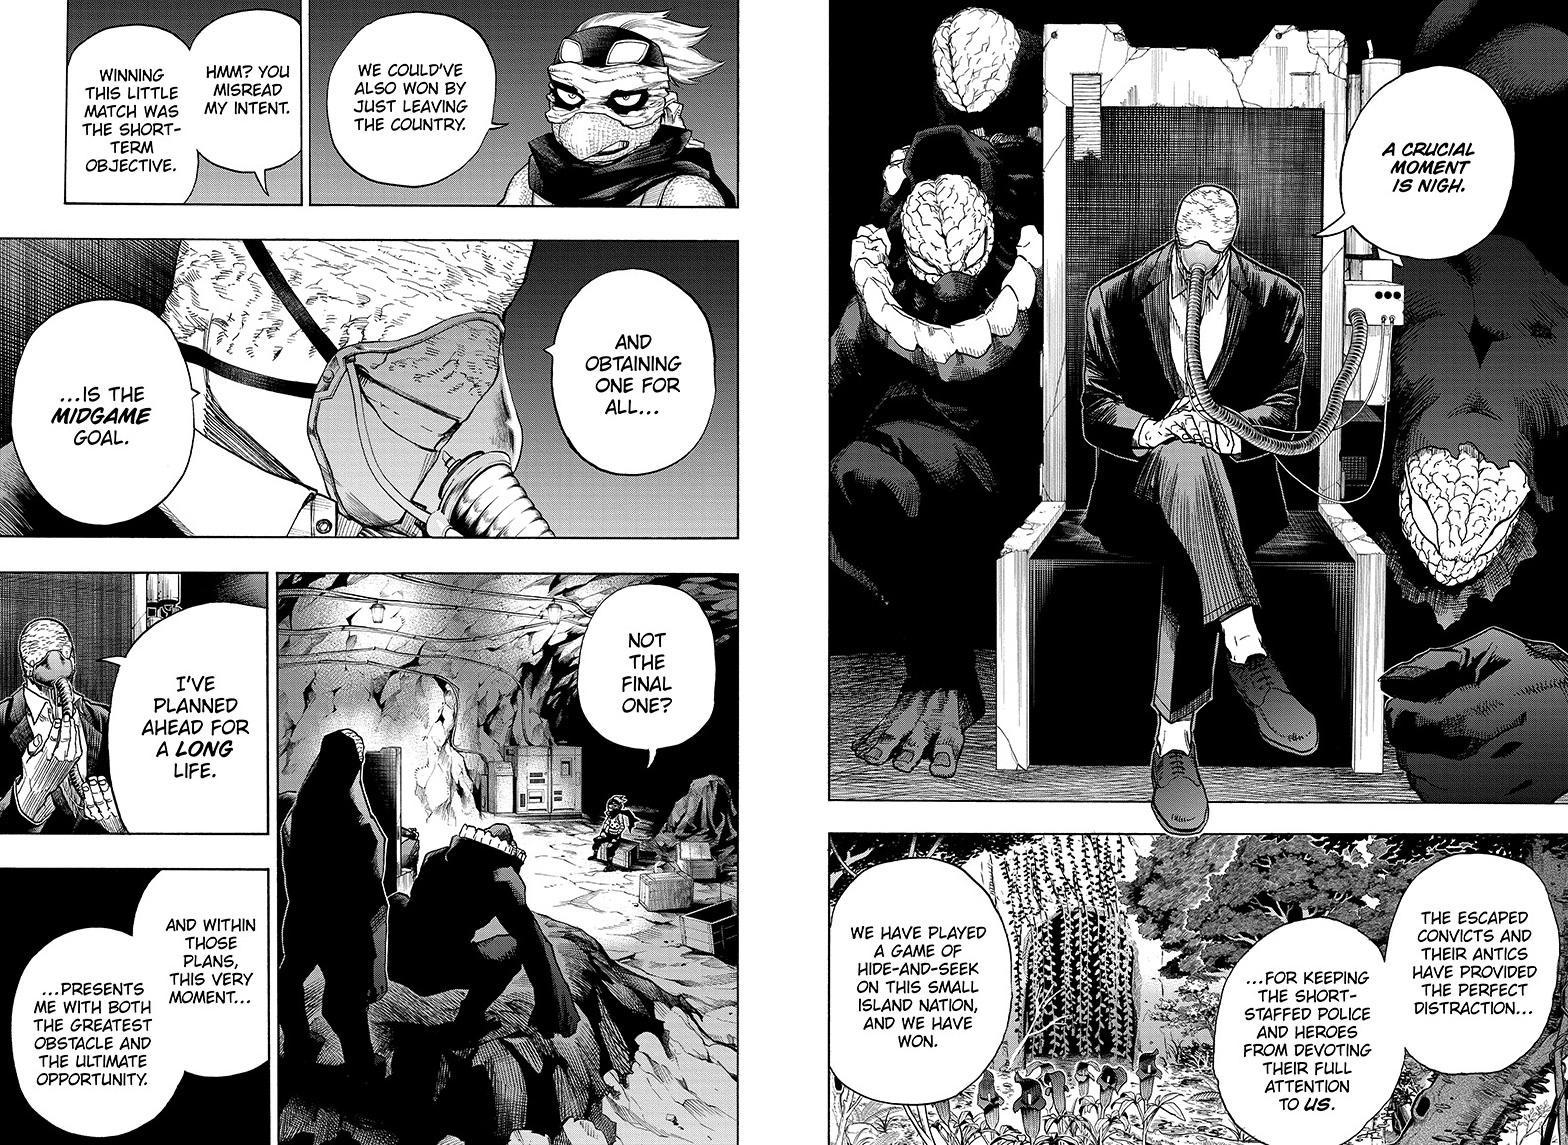 A CRUCIAL
MOMENT
IS NIGH.
THE ESCAPED
CONVICTS AND
THEIR ANTICS
HAVE PROVIDED
THE PERFECT
DISTRACTION...
...FOR KEEPING
THE SHORT-
STAFFED POLICE
AND HEROES
FROM DEVOTING
THEIR FULL
ATTENTION
TO US.
WE HAVE PLAYED
A GAME OF
HIDE-AND-SEEK
ON THIS SMALL
ISLAND NATION,
AND WE HAVE
WON.
WE COULD'VE
ALSO WON BY
JUST LEAVING
THE COUNTRY.
HMM? YOU
MISREAD
MY INTENT.
WINNING
THIS LITTLE
MATCH WAS
THE SHORT-
TERM
OBJECTIVE.
AND
OBTAINING
ONE FOR
ALL...
...IS THE
MIDGAME
GOAL.
NOT
THE
FINAL
ONE?
I'VE
PLANNED
AHEAD FOR
A LONG
LIFE.
AND WITHIN
THOSE
PLANS,
THIS VERY
MOMENT...
...PRESENTS
ME WITH BOTH
THE GREATEST
OBSTACLE AND
THE ULTIMATE
OPPORTUNITY.